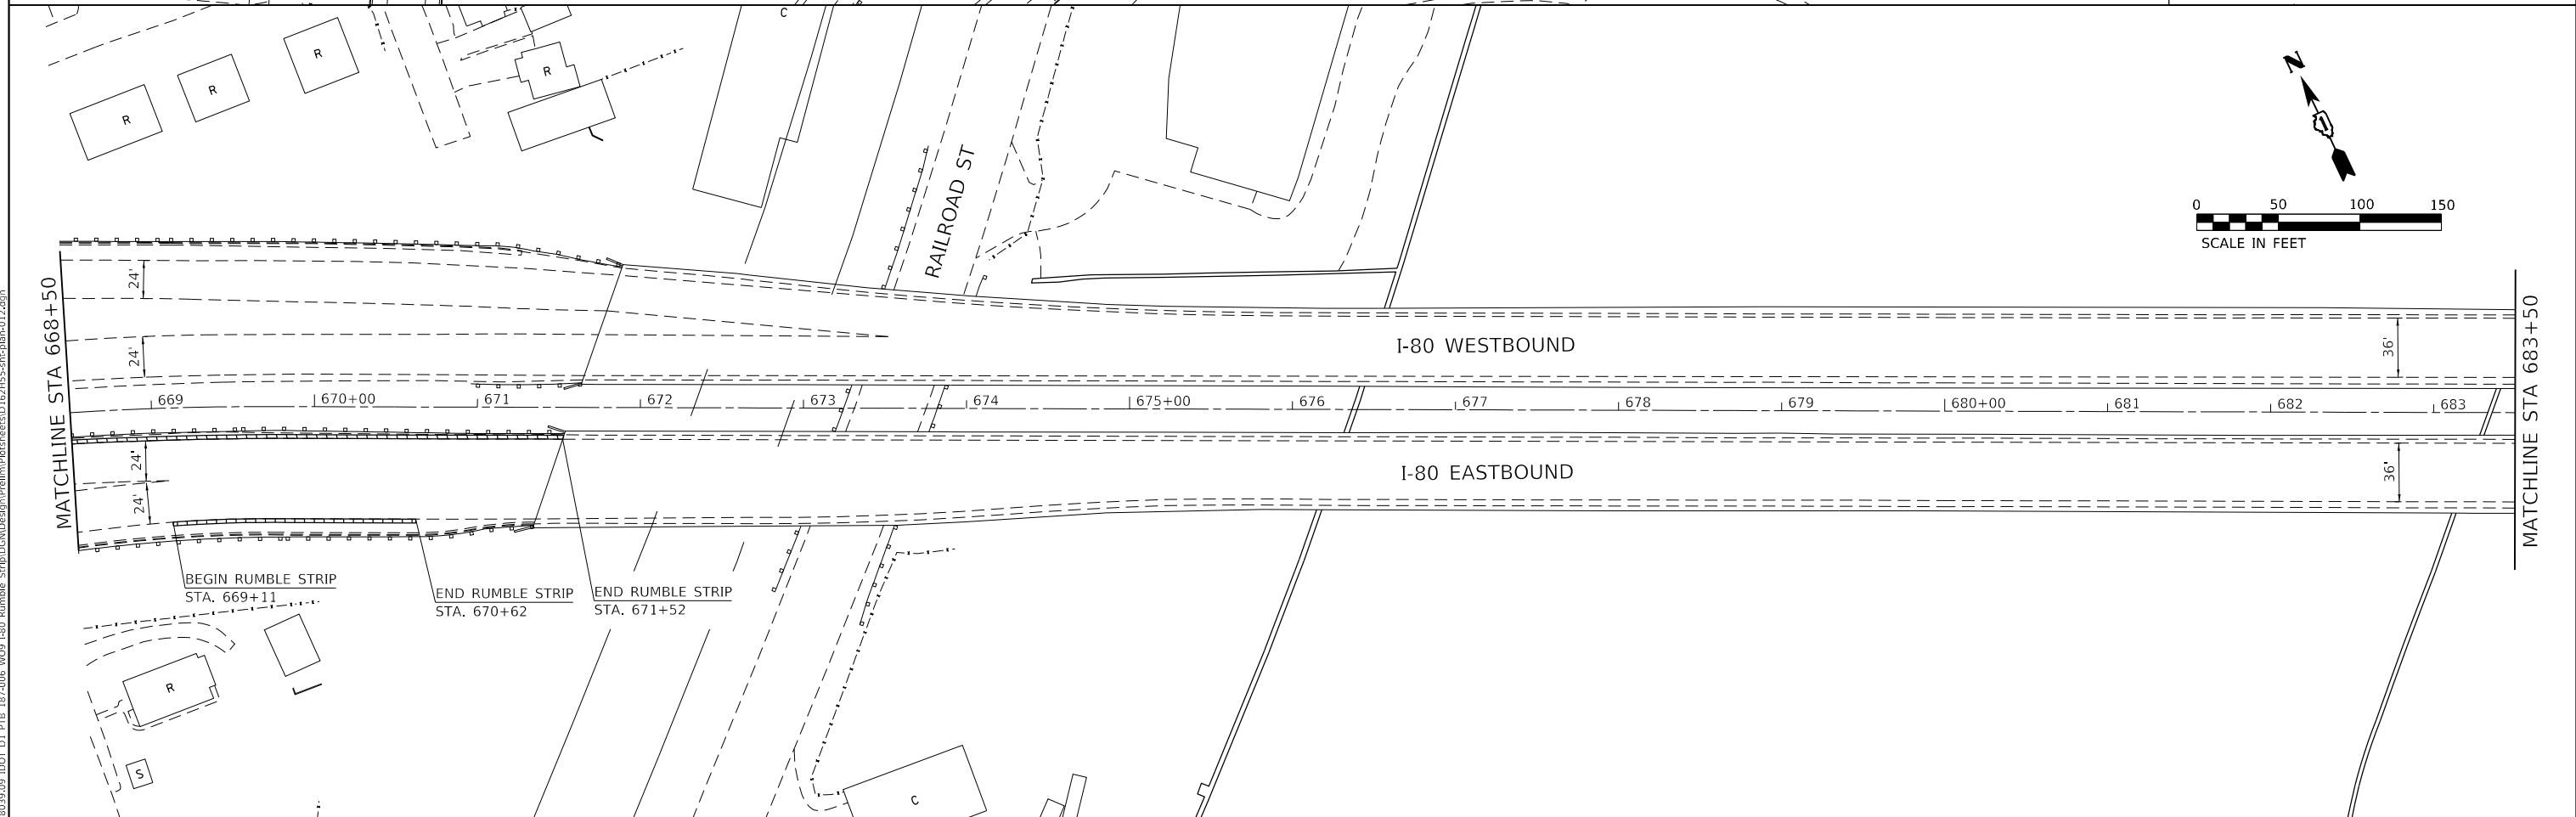 C
R
R
R
R
N
0 50 100 150
SCALE IN FEET
RAILROAD ST
MATCHLINE STA 668+50
24'
24'
I-80 WESTBOUND
36'
MATCHLINE STA 683+50
669 670+00 671 672 673 674 675+00 676 677 678 679 680+00 681 682 683
24'
24'
I-80 EASTBOUND
36'
BEGIN RUMBLE STRIP
STA. 669+11
END RUMBLE STRIP
STA. 670+62
END RUMBLE STRIP
STA. 671+52
R
S
C